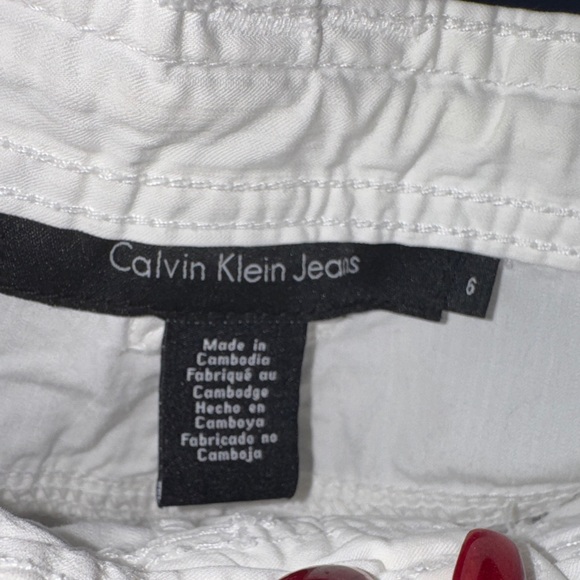 Calvin Klein Jeans
6
Made in
Cambodia
Fabriqué au
Cambodge
Hecho en
Camboya
Fabricado no
Camboja